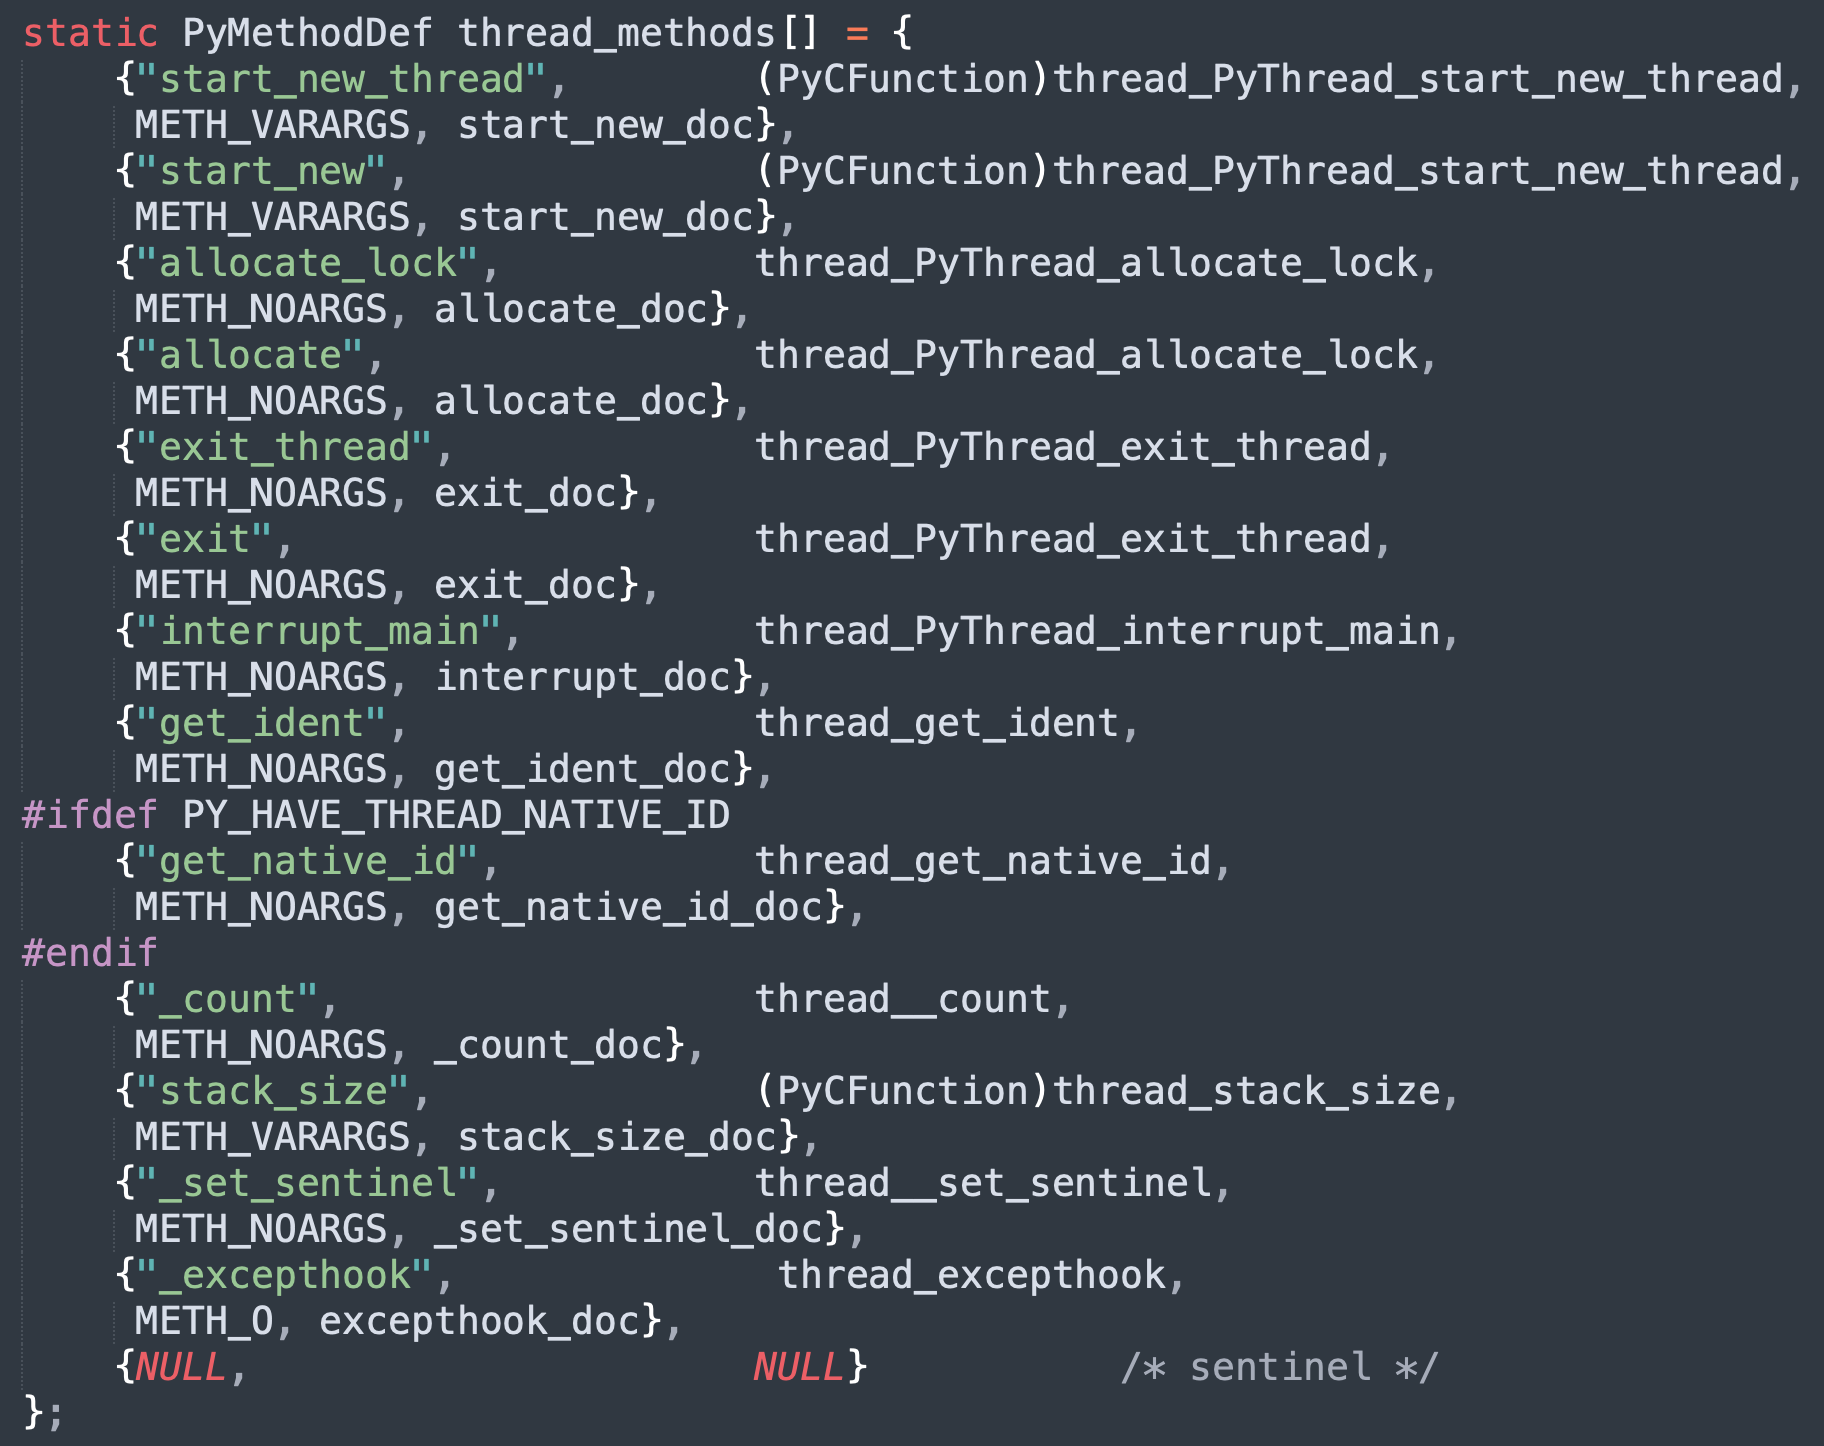 static PyMethodDef thread_methods[] = {
    {"start_new_thread",        (PyCFunction)thread_PyThread_start_new_thread,
     METH_VARARGS, start_new_doc},
    {"start_new",               (PyCFunction)thread_PyThread_start_new_thread,
     METH_VARARGS, start_new_doc},
    {"allocate_lock",           thread_PyThread_allocate_lock,
     METH_NOARGS, allocate_doc},
    {"allocate",                thread_PyThread_allocate_lock,
     METH_NOARGS, allocate_doc},
    {"exit_thread",             thread_PyThread_exit_thread,
     METH_NOARGS, exit_doc},
    {"exit",                    thread_PyThread_exit_thread,
     METH_NOARGS, exit_doc},
    {"interrupt_main",          thread_PyThread_interrupt_main,
     METH_NOARGS, interrupt_doc},
    {"get_ident",               thread_get_ident,
     METH_NOARGS, get_ident_doc},
#ifdef PY_HAVE_THREAD_NATIVE_ID
    {"get_native_id",           thread_get_native_id,
     METH_NOARGS, get_native_id_doc},
#endif
    {"_count",                  thread__count,
     METH_NOARGS, _count_doc},
    {"stack_size",              (PyCFunction)thread_stack_size,
     METH_VARARGS, stack_size_doc},
    {"_set_sentinel",           thread__set_sentinel,
     METH_NOARGS, _set_sentinel_doc},
    {"_excepthook",              thread_excepthook,
     METH_O, excepthook_doc},
    {NULL,                      NULL}           /* sentinel */
};